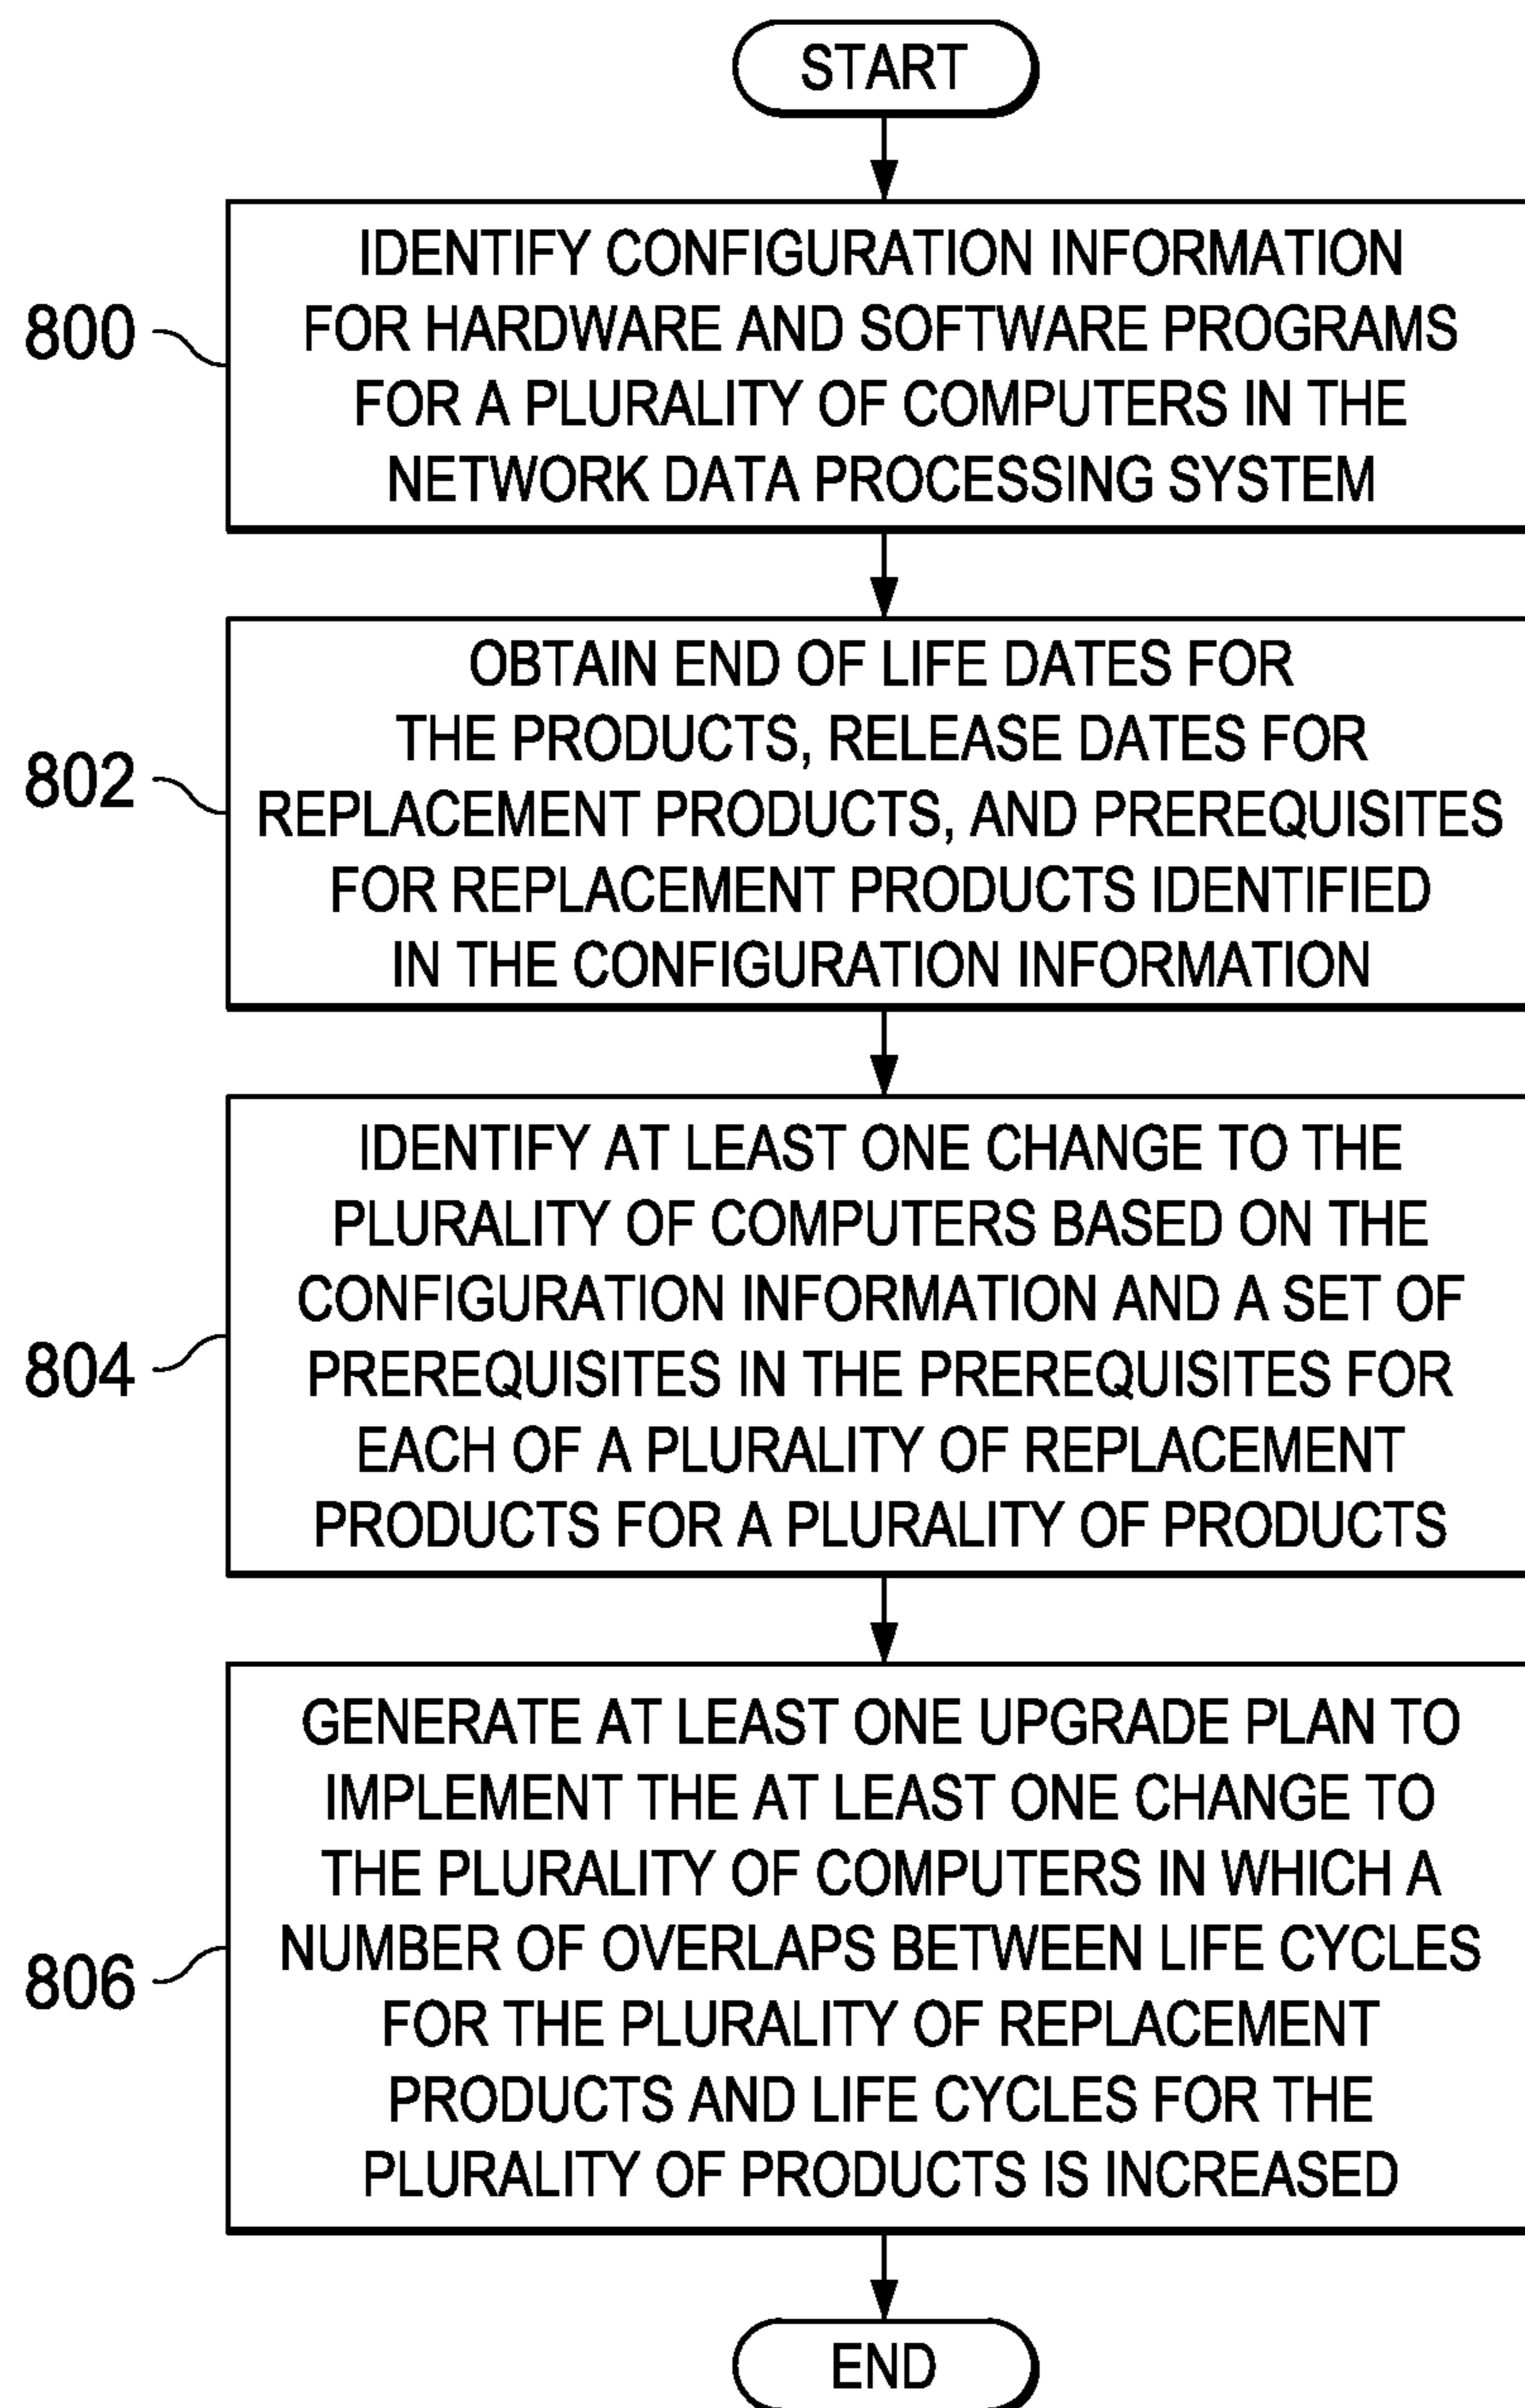 START
800
IDENTIFY CONFIGURATION INFORMATION
FOR HARDWARE AND SOFTWARE PROGRAMS
FOR A PLURALITY OF COMPUTERS IN THE
NETWORK DATA PROCESSING SYSTEM
802
OBTAIN END OF LIFE DATES FOR
THE PRODUCTS, RELEASE DATES FOR
REPLACEMENT PRODUCTS, AND PREREQUISITES
FOR REPLACEMENT PRODUCTS IDENTIFIED
IN THE CONFIGURATION INFORMATION
804
IDENTIFY AT LEAST ONE CHANGE TO THE
PLURALITY OF COMPUTERS BASED ON THE
CONFIGURATION INFORMATION AND A SET OF
PREREQUISITES IN THE PREREQUISITES FOR
EACH OF A PLURALITY OF REPLACEMENT
PRODUCTS FOR A PLURALITY OF PRODUCTS
806
GENERATE AT LEAST ONE UPGRADE PLAN TO
IMPLEMENT THE AT LEAST ONE CHANGE TO
THE PLURALITY OF COMPUTERS IN WHICH A
NUMBER OF OVERLAPS BETWEEN LIFE CYCLES
FOR THE PLURALITY OF REPLACEMENT
PRODUCTS AND LIFE CYCLES FOR THE
PLURALITY OF PRODUCTS IS INCREASED
END